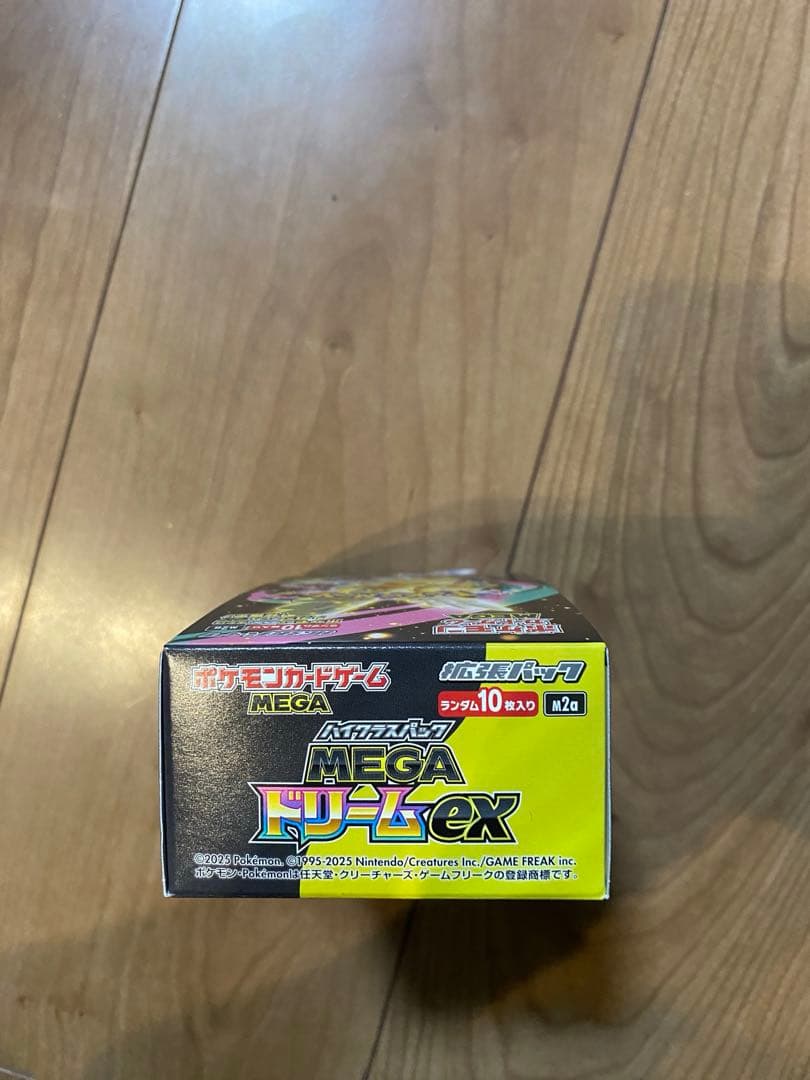 ポケモンカードゲーム
MEGA
拡張パック
ランダム10枚入り M2a
ハイクラスパック
MEGA
ドリームex
©2025 Pokémon. ©1995-2025 Nintendo/Creatures Inc./GAME FREAK inc.
ポケモン・Pokémonは任天堂・クリーチャーズ・ゲームフリークの登録商標です。